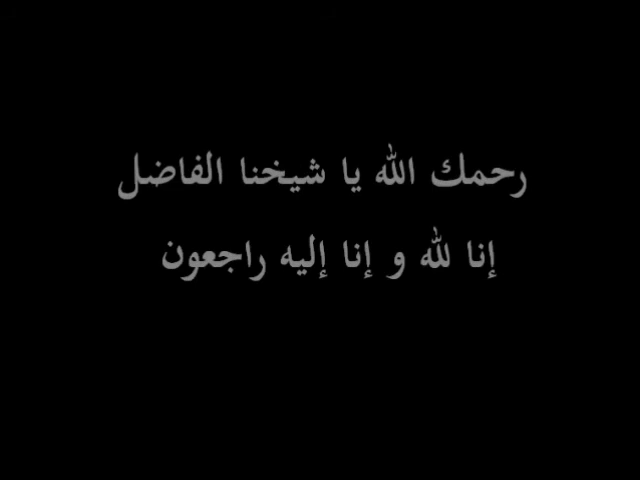 رحمك الله يا شيخنا الفاضل
إنا لله و إنا إليه راجعون